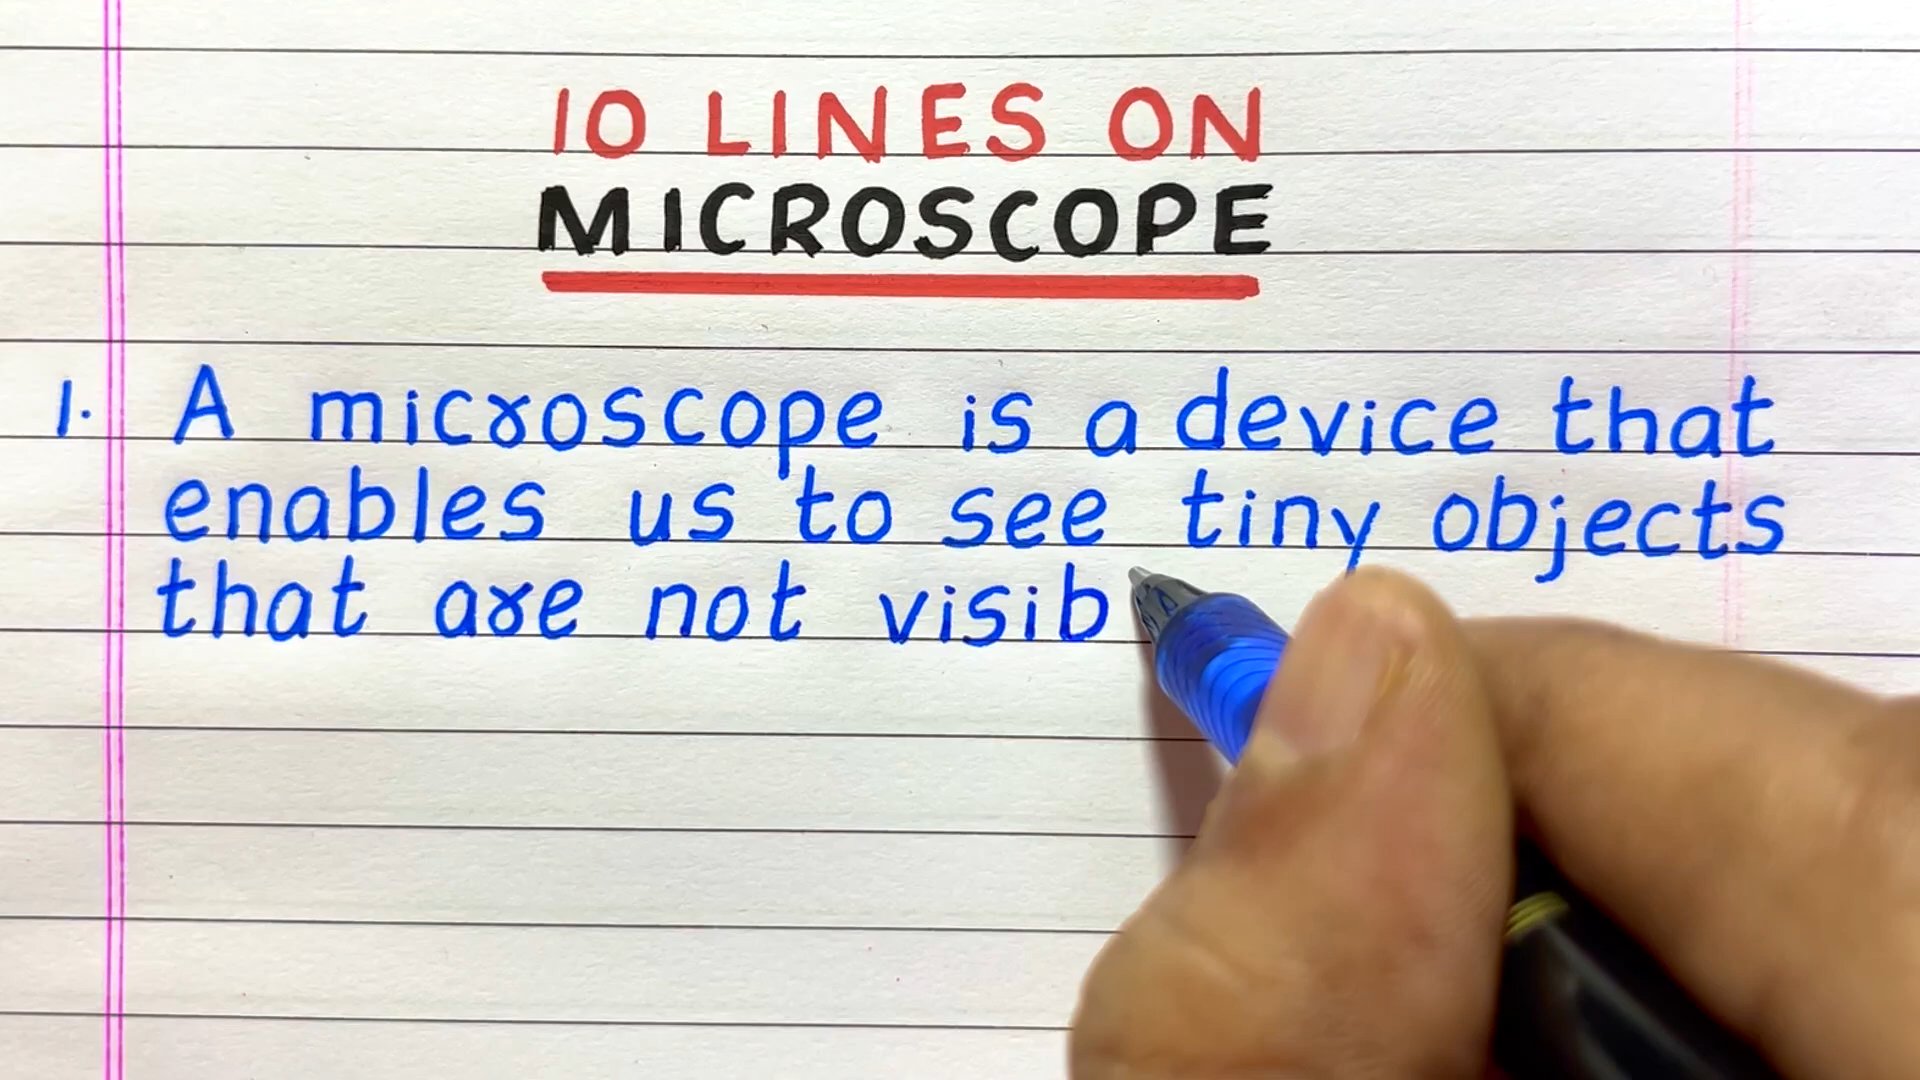 10 LINES ON
MICROSCOPE
1. A microscope is a device that
enables us to see tiny objects
that are not visib